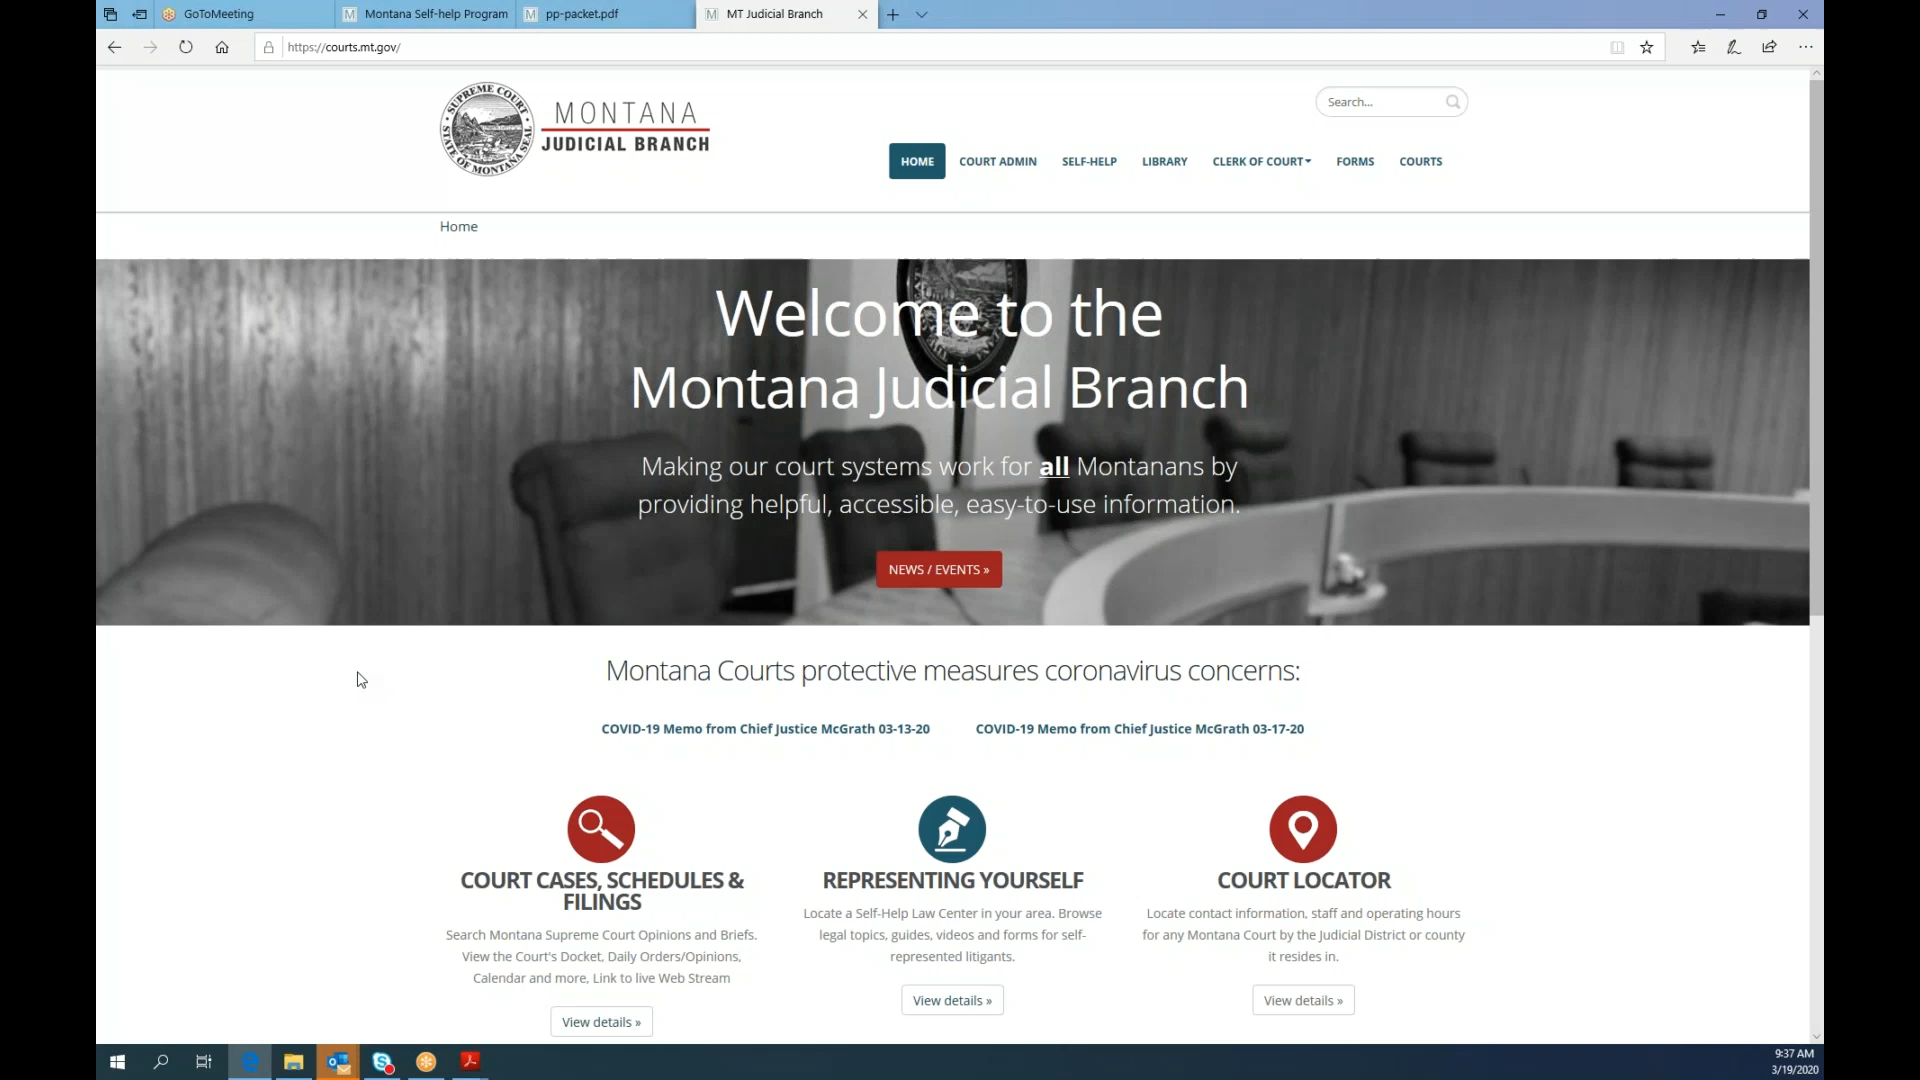 GoToMeeting
Montana Self-help Program
pp-packet.pdf
MT Judicial Branch
https://courts.mt.gov/
SUPREME COURT
STATE OF MONTANA SEAL
MONTANA
JUDICIAL BRANCH
Search...
HOME COURT ADMIN SELF-HELP LIBRARY CLERK OF COURT FORMS COURTS
Home
Welcome to the
Montana Judicial Branch
Making our court systems work for all Montanans by
providing helpful, accessible, easy-to-use information.
NEWS / EVENTS »
Montana Courts protective measures coronavirus concerns:
COVID-19 Memo from Chief Justice McGrath 03-13-20
COVID-19 Memo from Chief Justice McGrath 03-17-20
COURT CASES, SCHEDULES &
FILINGS
Search Montana Supreme Court Opinions and Briefs.
View the Court's Docket, Daily Orders/Opinions,
Calendar and more, Link to live Web Stream
View details »
REPRESENTING YOURSELF
Locate a Self-Help Law Center in your area. Browse
legal topics, guides, videos and forms for self-
represented litigants.
View details »
COURT LOCATOR
Locate contact information, staff and operating hours
for any Montana Court by the Judicial District or county
it resides in.
View details »
9:37 AM
3/19/2020